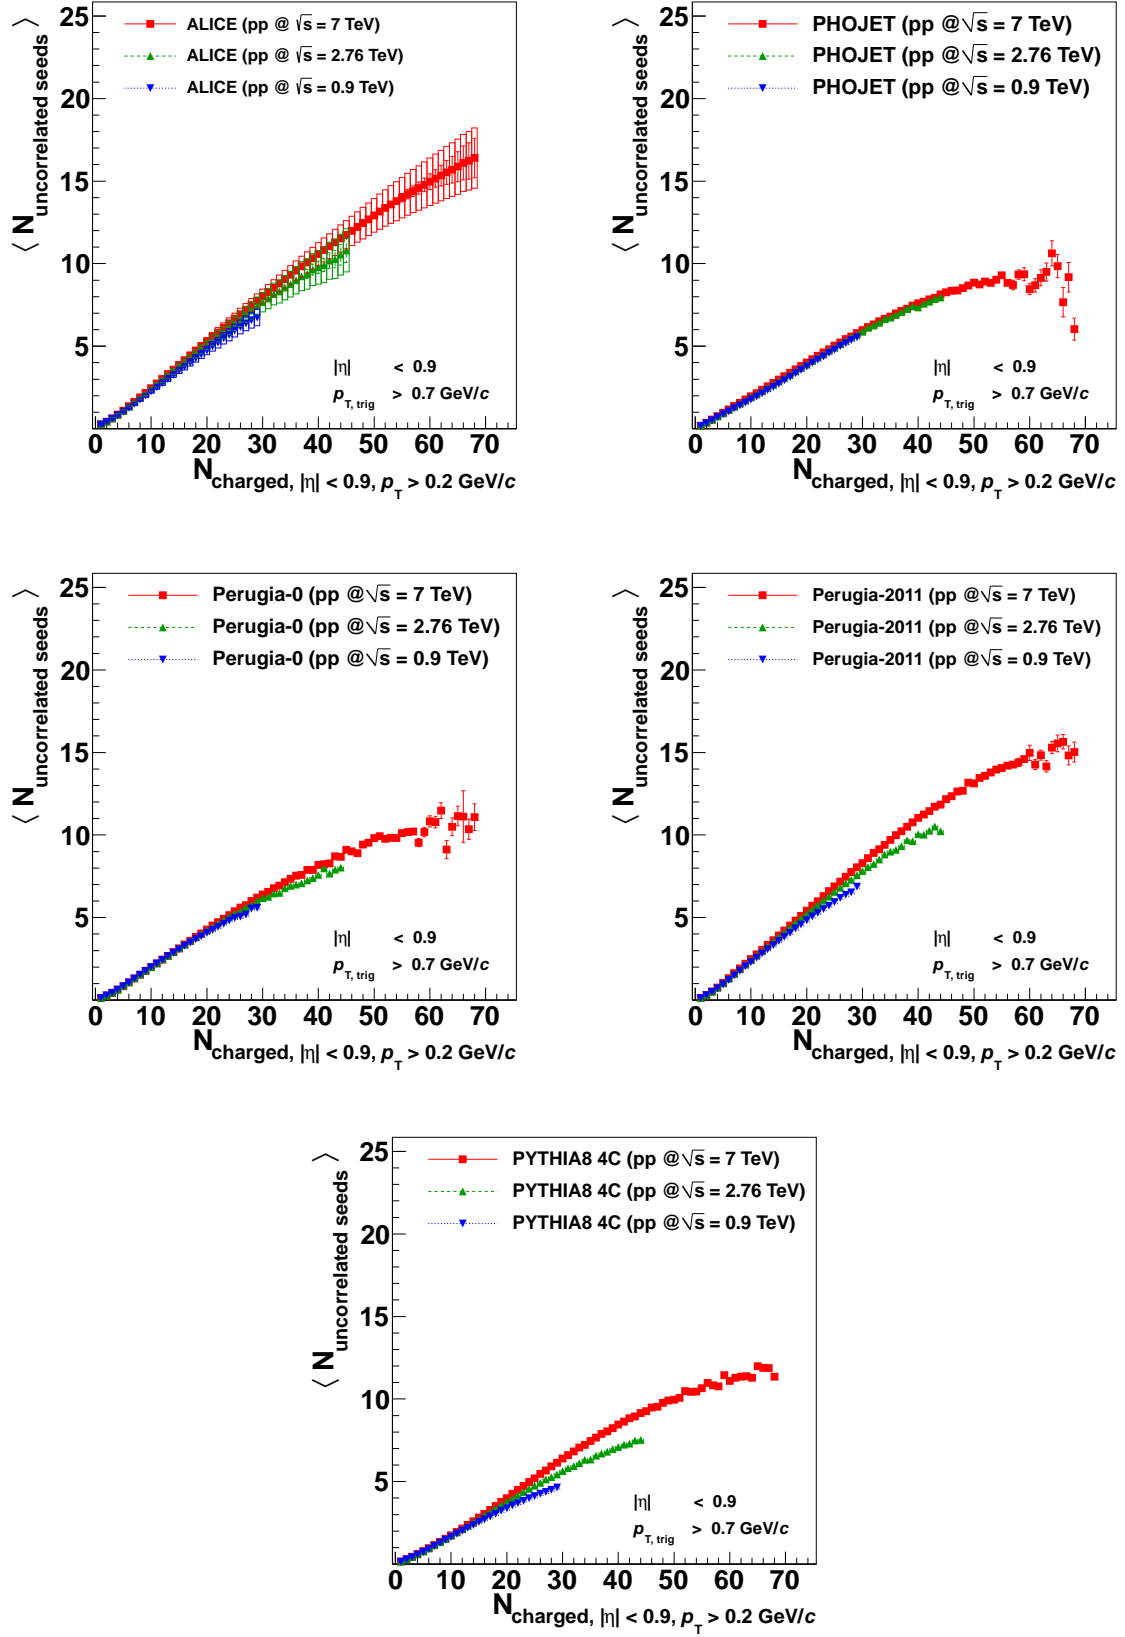 ⟨ N_uncorrelated seeds ⟩
25
20
15
10
5
ALICE (pp @ √s = 7 TeV)
ALICE (pp @ √s = 2.76 TeV)
ALICE (pp @ √s = 0.9 TeV)
|η| < 0.9
p_T, trig > 0.7 GeV/c
0 10 20 30 40 50 60 70
N_charged, |η| < 0.9, p_T > 0.2 GeV/c
⟨ N_uncorrelated seeds ⟩
25
20
15
10
5
PHOJET (pp @√s = 7 TeV)
PHOJET (pp @√s = 2.76 TeV)
PHOJET (pp @√s = 0.9 TeV)
|η| < 0.9
p_T, trig > 0.7 GeV/c
0 10 20 30 40 50 60 70
N_charged, |η| < 0.9, p_T > 0.2 GeV/c
⟨ N_uncorrelated seeds ⟩
25
20
15
10
5
Perugia-0 (pp @√s = 7 TeV)
Perugia-0 (pp @√s = 2.76 TeV)
Perugia-0 (pp @√s = 0.9 TeV)
|η| < 0.9
p_T, trig > 0.7 GeV/c
0 10 20 30 40 50 60 70
N_charged, |η| < 0.9, p_T > 0.2 GeV/c
⟨ N_uncorrelated seeds ⟩
25
20
15
10
5
Perugia-2011 (pp @√s = 7 TeV)
Perugia-2011 (pp @√s = 2.76 TeV)
Perugia-2011 (pp @√s = 0.9 TeV)
|η| < 0.9
p_T, trig > 0.7 GeV/c
0 10 20 30 40 50 60 70
N_charged, |η| < 0.9, p_T > 0.2 GeV/c
⟨ N_uncorrelated seeds ⟩
25
20
15
10
5
PYTHIA8 4C (pp @√s = 7 TeV)
PYTHIA8 4C (pp @√s = 2.76 TeV)
PYTHIA8 4C (pp @√s = 0.9 TeV)
|η| < 0.9
p_T, trig > 0.7 GeV/c
0 10 20 30 40 50 60 70
N_charged, |η| < 0.9, p_T > 0.2 GeV/c